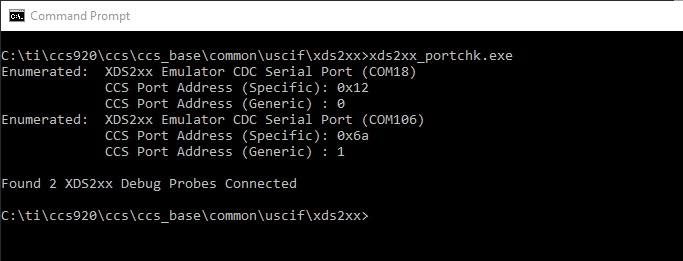 Command Prompt
C:\ti\ccs920\ccs\ccs_base\common\uscif\xds2xx>xds2xx_portchk.exe
Enumerated:  XDS2xx Emulator CDC Serial Port (COM18)
             CCS Port Address (Specific): 0x12
             CCS Port Address (Generic) : 0
Enumerated:  XDS2xx Emulator CDC Serial Port (COM106)
             CCS Port Address (Specific): 0x6a
             CCS Port Address (Generic) : 1
Found 2 XDS2xx Debug Probes Connected
C:\ti\ccs920\ccs\ccs_base\common\uscif\xds2xx>